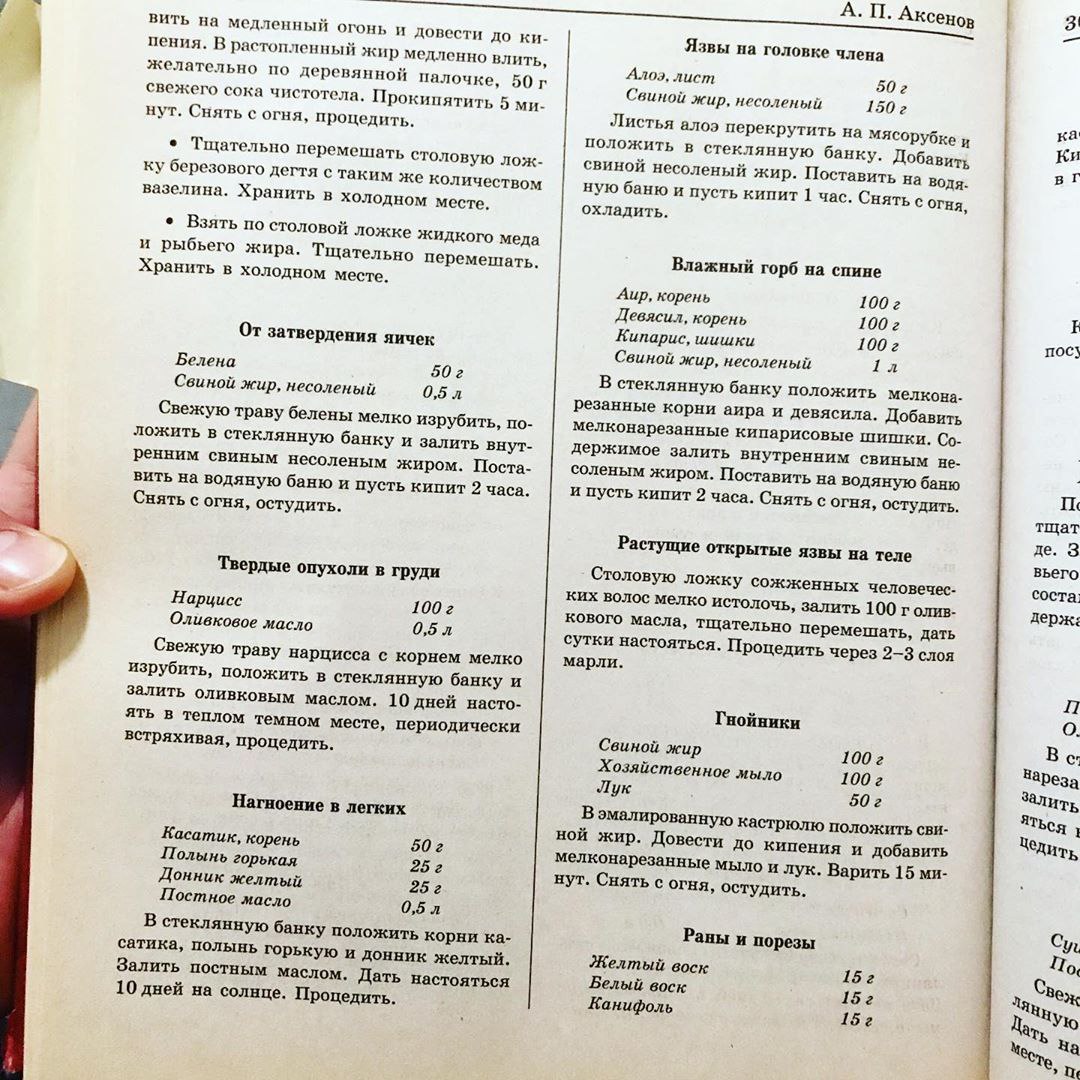 А. П. Аксенов
вить на медленный огонь и довести до ки-
пения. В растопленный жир медленно влить,
желательно по деревянной палочке, 50 г
свежего сока чистотела. Прокипятить 5 ми-
нут. Снять с огня, процедить.
• Тщательно перемешать столовую лож-
ку березового дегтя с таким же количеством
вазелина. Хранить в холодном месте.
• Взять по столовой ложке жидкого меда
и рыбьего жира. Тщательно перемешать.
Хранить в холодном месте.
От затвердения яичек
Белена 50 г
Свиной жир, несоленый 0,5 л
Свежую траву белены мелко изрубить, по-
ложить в стеклянную банку и залить внут-
ренним свиным несоленым жиром. Поста-
вить на водяную баню и пусть кипит 2 часа.
Снять с огня, остудить.
Твердые опухоли в груди
Нарцисс 100 г
Оливковое масло 0,5 л
Свежую траву нарцисса с корнем мелко
изрубить, положить в стеклянную банку и
залить оливковым маслом. 10 дней насто-
ять в теплом темном месте, периодически
встряхивая, процедить.
Нагноение в легких
Касатик, корень 50 г
Полынь горькая 25 г
Донник желтый 25 г
Постное масло 0,5 л
В стеклянную банку положить корни ка-
сатика, полынь горькую и донник желтый.
Залить постным маслом. Дать настояться
10 дней на солнце. Процедить.
Язвы на головке члена
Алоэ, лист 50 г
Свиной жир, несоленый 150 г
Листья алоэ перекрутить на мясорубке и
положить в стеклянную банку. Добавить
свиной несоленый жир. Поставить на водя-
ную баню и пусть кипит 1 час. Снять с огня,
охладить.
Влажный горб на спине
Аир, корень 100 г
Девясил, корень 100 г
Кипарис, шишки 100 г
Свиной жир, несоленый 1 л
В стеклянную банку положить мелкона-
резанные корни аира и девясила. Добавить
мелконарезанные кипарисовые шишки. Со-
держимое залить внутренним свиным не-
соленым жиром. Поставить на водяную баню
и пусть кипит 2 часа. Снять с огня, остудить.
Растущие открытые язвы на теле
Столовую ложку сожженных человечес-
ких волос мелко истолочь, залить 100 г олив-
кового масла, тщательно перемешать, дать
сутки настояться. Процедить через 2–3 слоя
марли.
Гнойники
Свиной жир 100 г
Хозяйственное мыло 100 г
Лук 50 г
В эмалированную кастрюлю положить сви-
ной жир. Довести до кипения и добавить
мелконарезанные мыло и лук. Варить 15 ми-
нут. Снять с огня, остудить.
Раны и порезы
Желтый воск 15 г
Белый воск 15 г
Канифоль 15 г